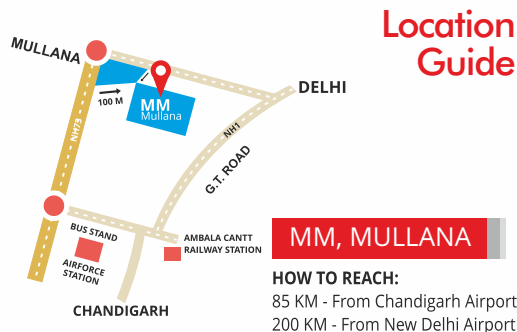 Location
Guide
MULLANA
100 M
MM
Mullana
DELHI
NH73
NH1
G.T. ROAD
BUS STAND
AIRFORCE
STATION
AMBALA CANTT
RAILWAY STATION
CHANDIGARH
MM, MULLANA
HOW TO REACH:
85 KM - From Chandigarh Airport
200 KM - From New Delhi Airport